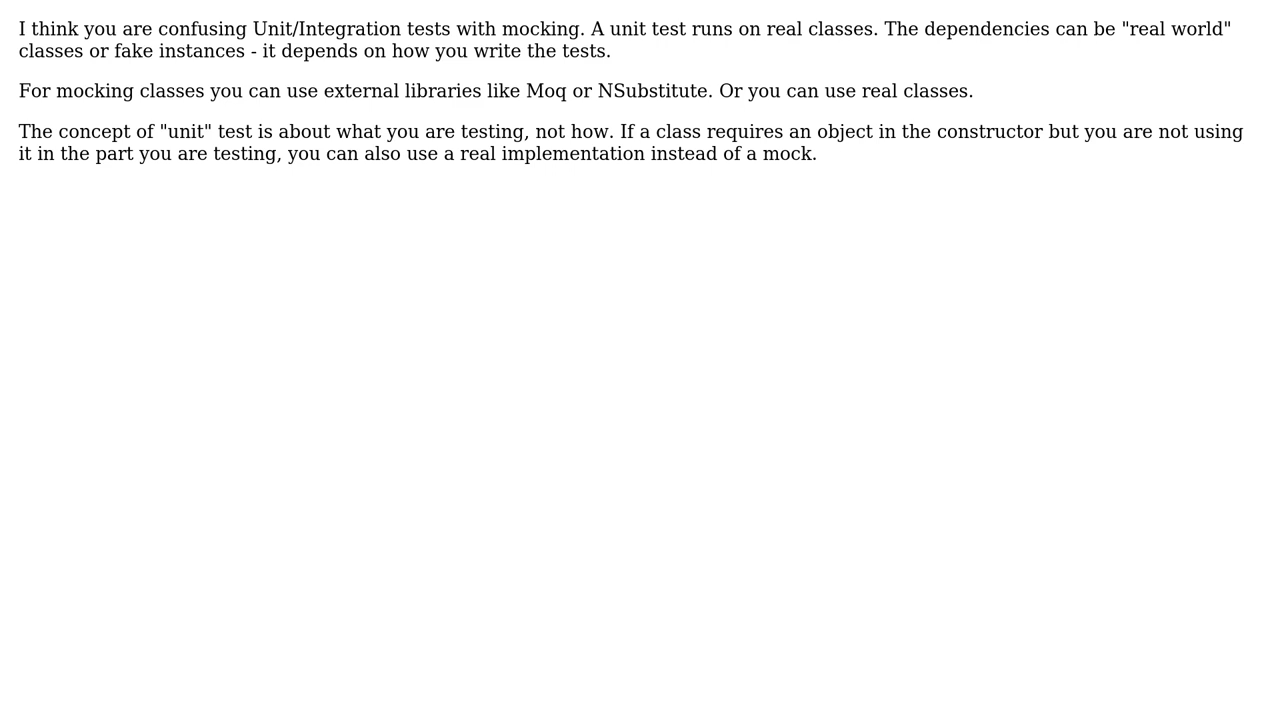 I think you are confusing Unit/Integration tests with mocking. A unit test runs on real classes. The dependencies can be "real world"
classes or fake instances - it depends on how you write the tests.
For mocking classes you can use external libraries like Moq or NSubstitute. Or you can use real classes.
The concept of "unit" test is about what you are testing, not how. If a class requires an object in the constructor but you are not using
it in the part you are testing, you can also use a real implementation instead of a mock.